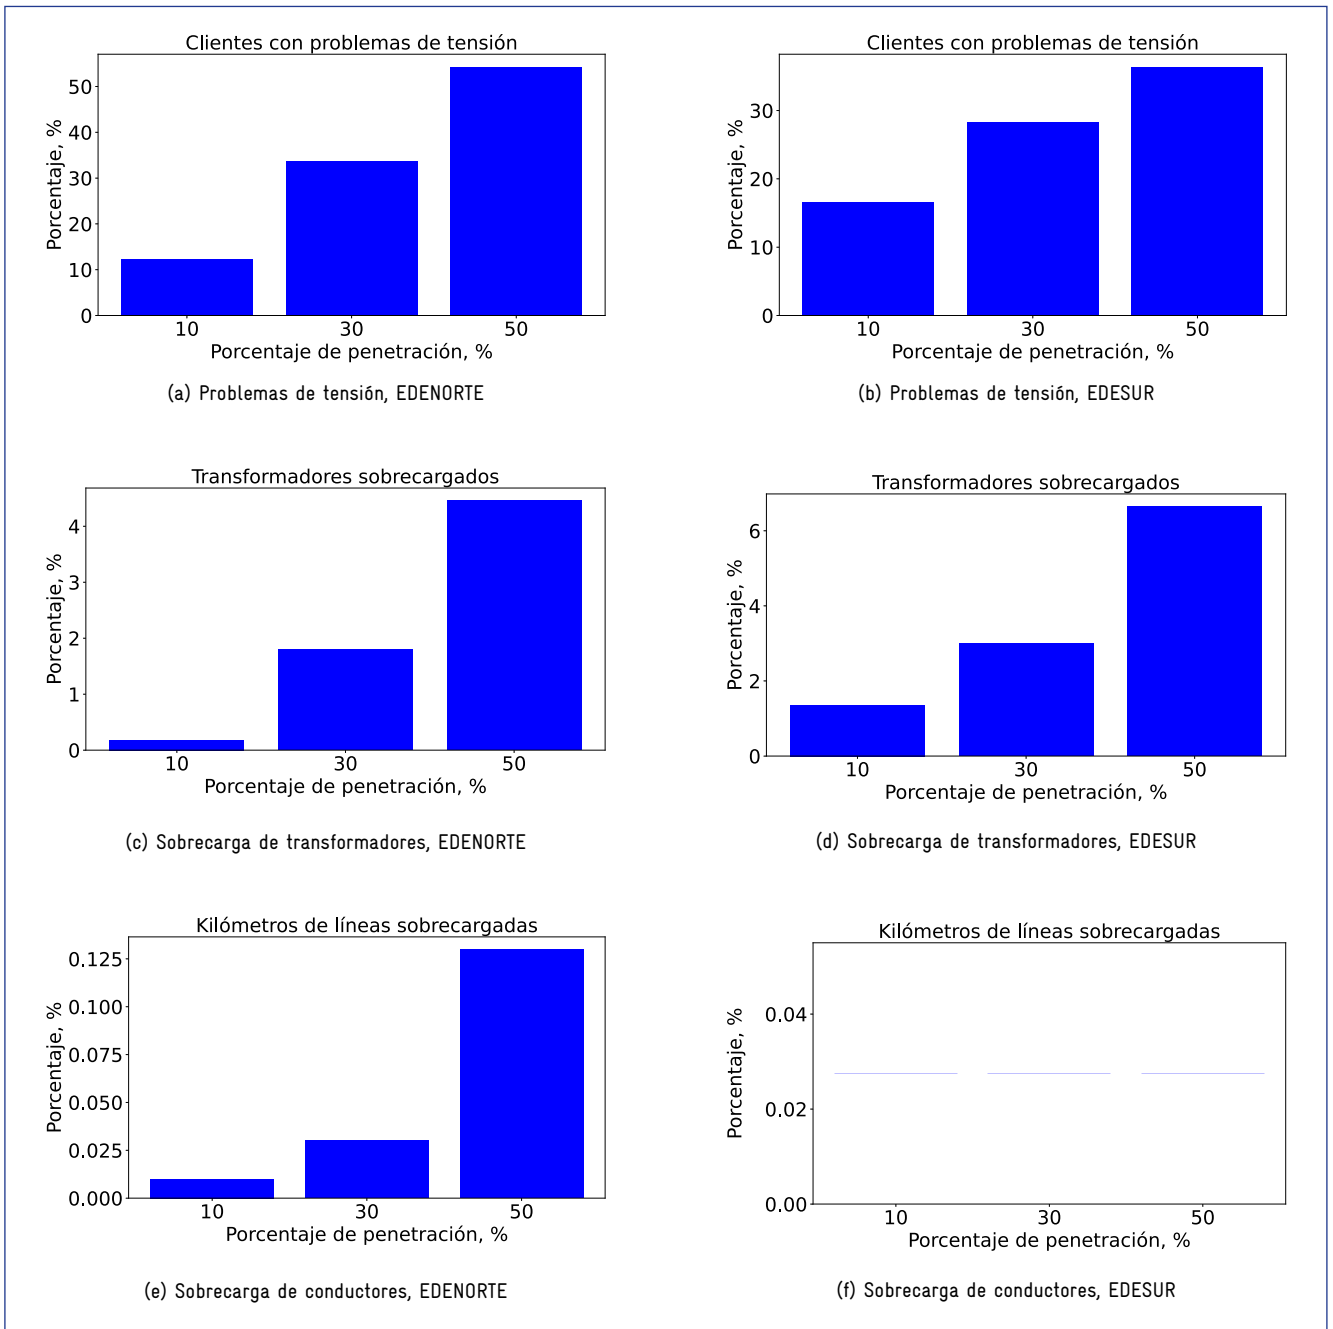 Clientes con problemas de tensión
50
40
30
20
10
0
Porcentaje, %
10 30 50
Porcentaje de penetración, %
(a) Problemas de tensión, EDENORTE
Clientes con problemas de tensión
30
20
10
0
Porcentaje, %
10 30 50
Porcentaje de penetración, %
(b) Problemas de tensión, EDESUR
Transformadores sobrecargados
4
3
2
1
0
Porcentaje, %
10 30 50
Porcentaje de penetración, %
(c) Sobrecarga de transformadores, EDENORTE
Transformadores sobrecargados
6
4
2
0
Porcentaje, %
10 30 50
Porcentaje de penetración, %
(d) Sobrecarga de transformadores, EDESUR
Kilómetros de líneas sobrecargadas
0.125
0.100
0.075
0.050
0.025
0.000
Porcentaje, %
10 30 50
Porcentaje de penetración, %
(e) Sobrecarga de conductores, EDENORTE
Kilómetros de líneas sobrecargadas
0.04
0.02
0.00
Porcentaje, %
10 30 50
Porcentaje de penetración, %
(f) Sobrecarga de conductores, EDESUR